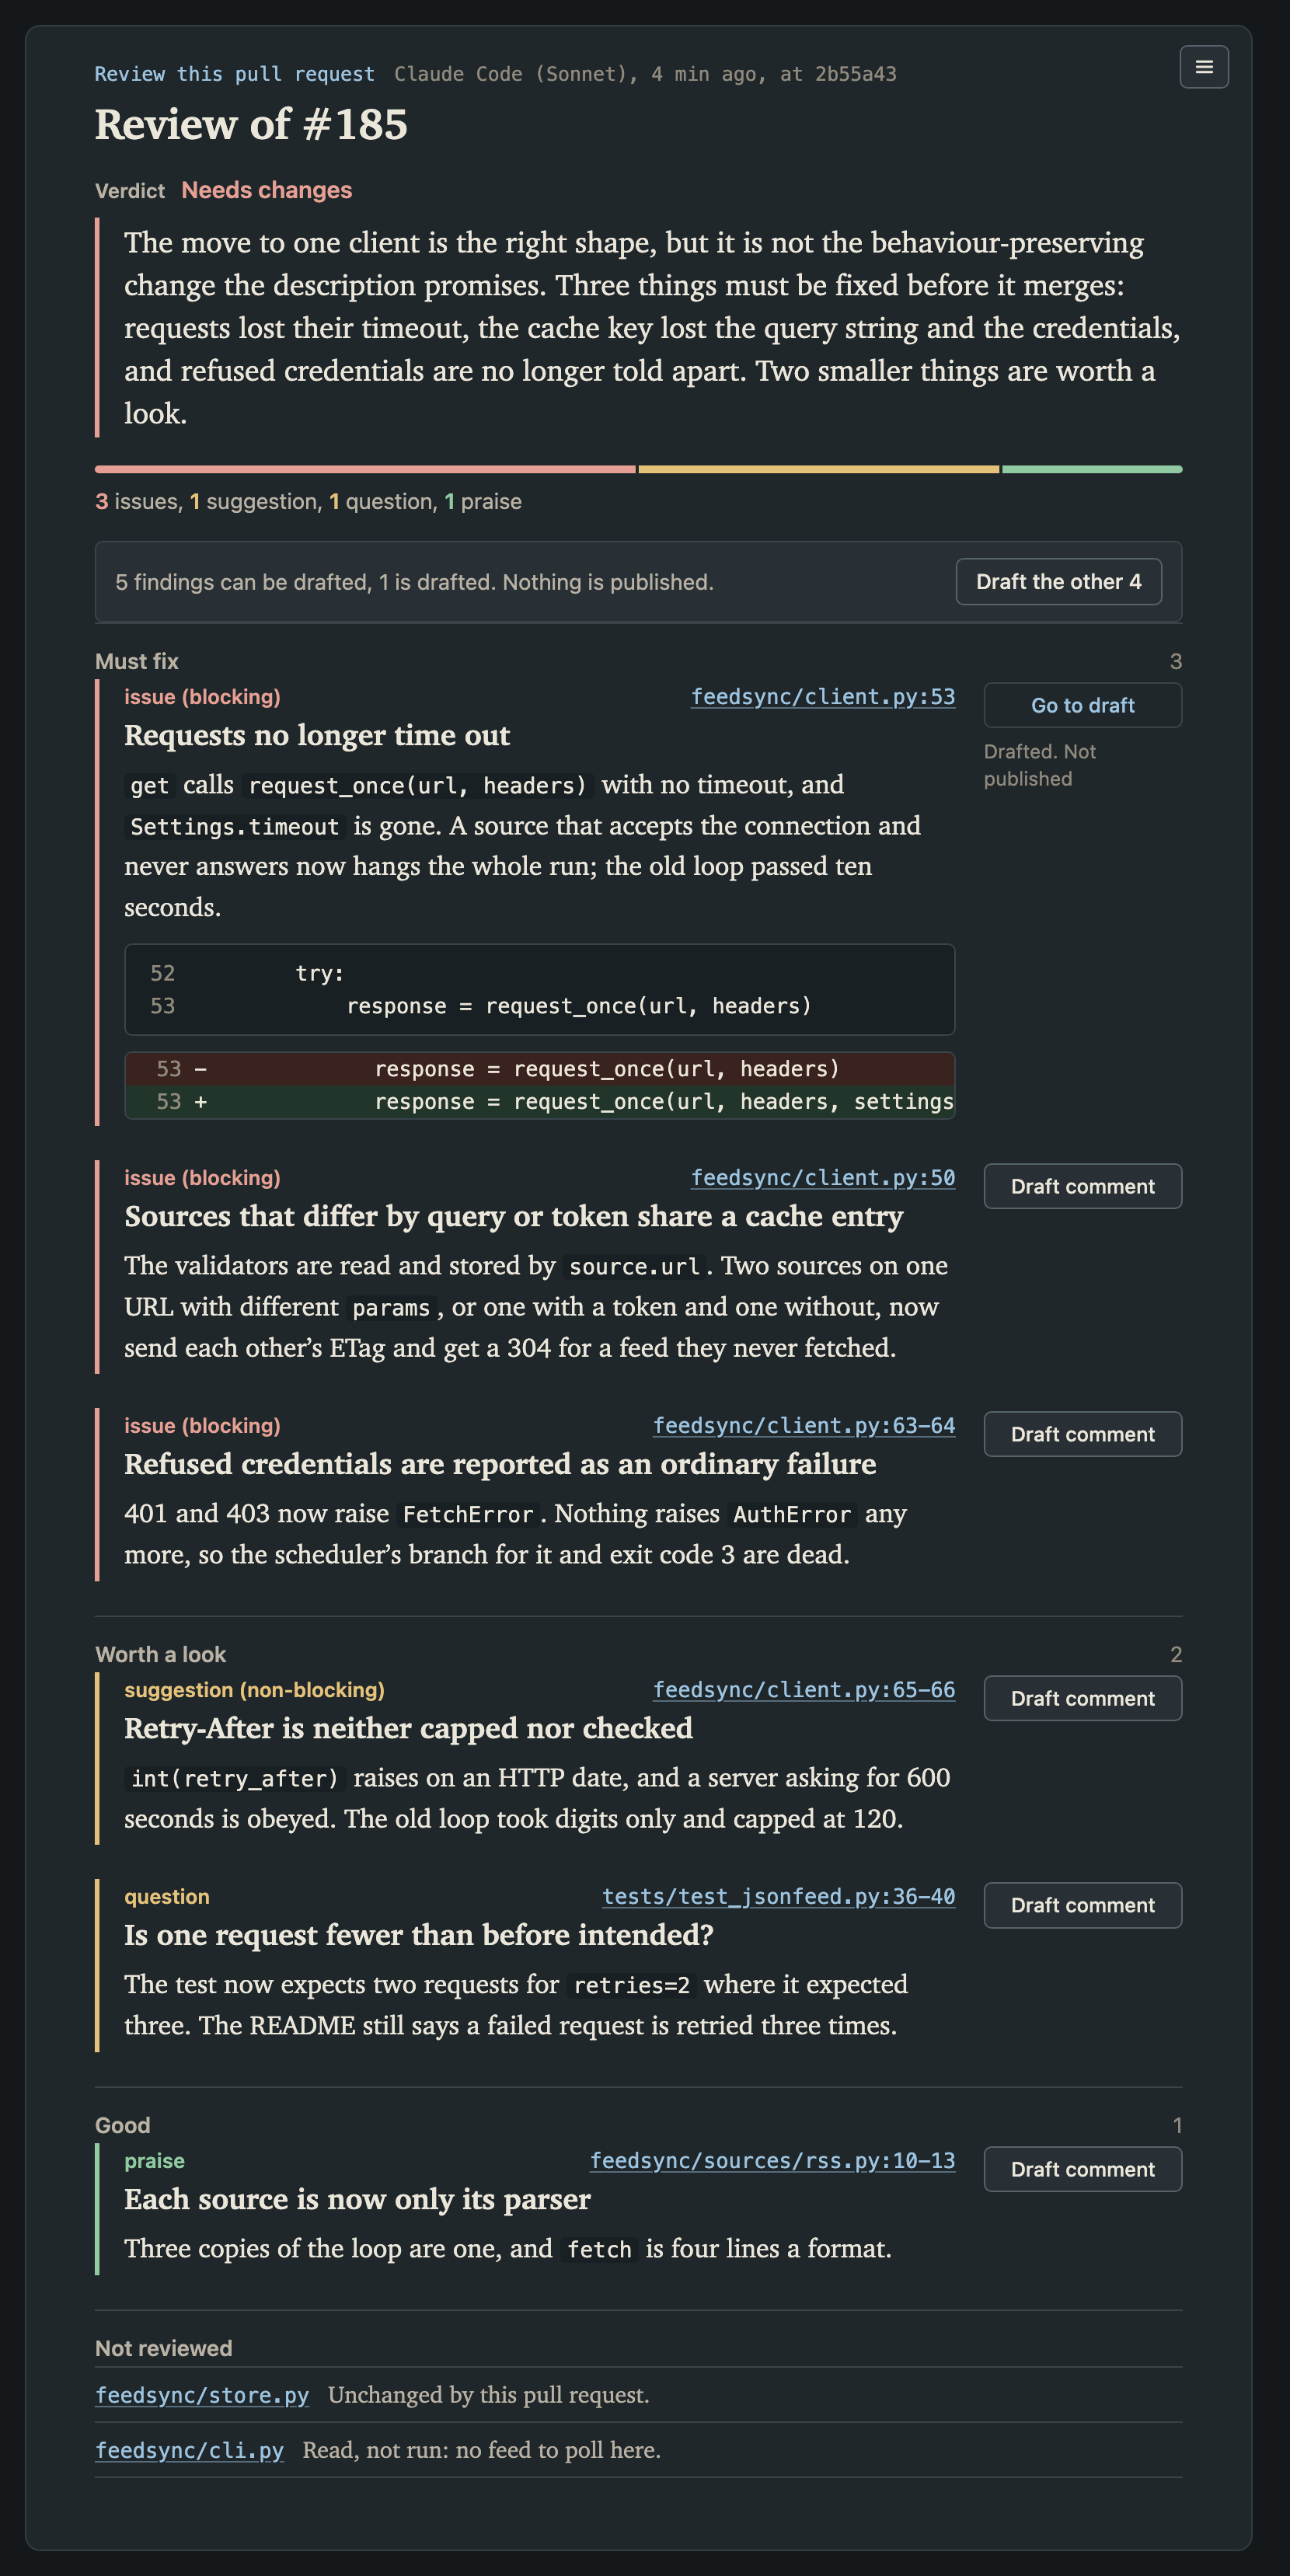 Review this pull request Claude Code (Sonnet), 4 min ago, at 2b55a43
Review of #185
Verdict Needs changes
The move to one client is the right shape, but it is not the behaviour-preserving
change the description promises. Three things must be fixed before it merges:
requests lost their timeout, the cache key lost the query string and the credentials,
and refused credentials are no longer told apart. Two smaller things are worth a
look.
3 issues, 1 suggestion, 1 question, 1 praise
5 findings can be drafted, 1 is drafted. Nothing is published. Draft the other 4
Must fix 3
issue (blocking) feedsync/client.py:53 Go to draft
Requests no longer time out
Drafted. Not
published
get calls request_once(url, headers) with no timeout, and
Settings.timeout is gone. A source that accepts the connection and
never answers now hangs the whole run; the old loop passed ten
seconds.
52 try:
53 response = request_once(url, headers)
53 − response = request_once(url, headers)
53 + response = request_once(url, headers, settings
issue (blocking) feedsync/client.py:50 Draft comment
Sources that differ by query or token share a cache entry
The validators are read and stored by source.url. Two sources on one
URL with different params, or one with a token and one without, now
send each other’s ETag and get a 304 for a feed they never fetched.
issue (blocking) feedsync/client.py:63–64 Draft comment
Refused credentials are reported as an ordinary failure
401 and 403 now raise FetchError. Nothing raises AuthError any
more, so the scheduler’s branch for it and exit code 3 are dead.
Worth a look 2
suggestion (non-blocking) feedsync/client.py:65–66 Draft comment
Retry-After is neither capped nor checked
int(retry_after) raises on an HTTP date, and a server asking for 600
seconds is obeyed. The old loop took digits only and capped at 120.
question tests/test_jsonfeed.py:36–40 Draft comment
Is one request fewer than before intended?
The test now expects two requests for retries=2 where it expected
three. The README still says a failed request is retried three times.
Good 1
praise feedsync/sources/rss.py:10–13 Draft comment
Each source is now only its parser
Three copies of the loop are one, and fetch is four lines a format.
Not reviewed
feedsync/store.py Unchanged by this pull request.
feedsync/cli.py Read, not run: no feed to poll here.